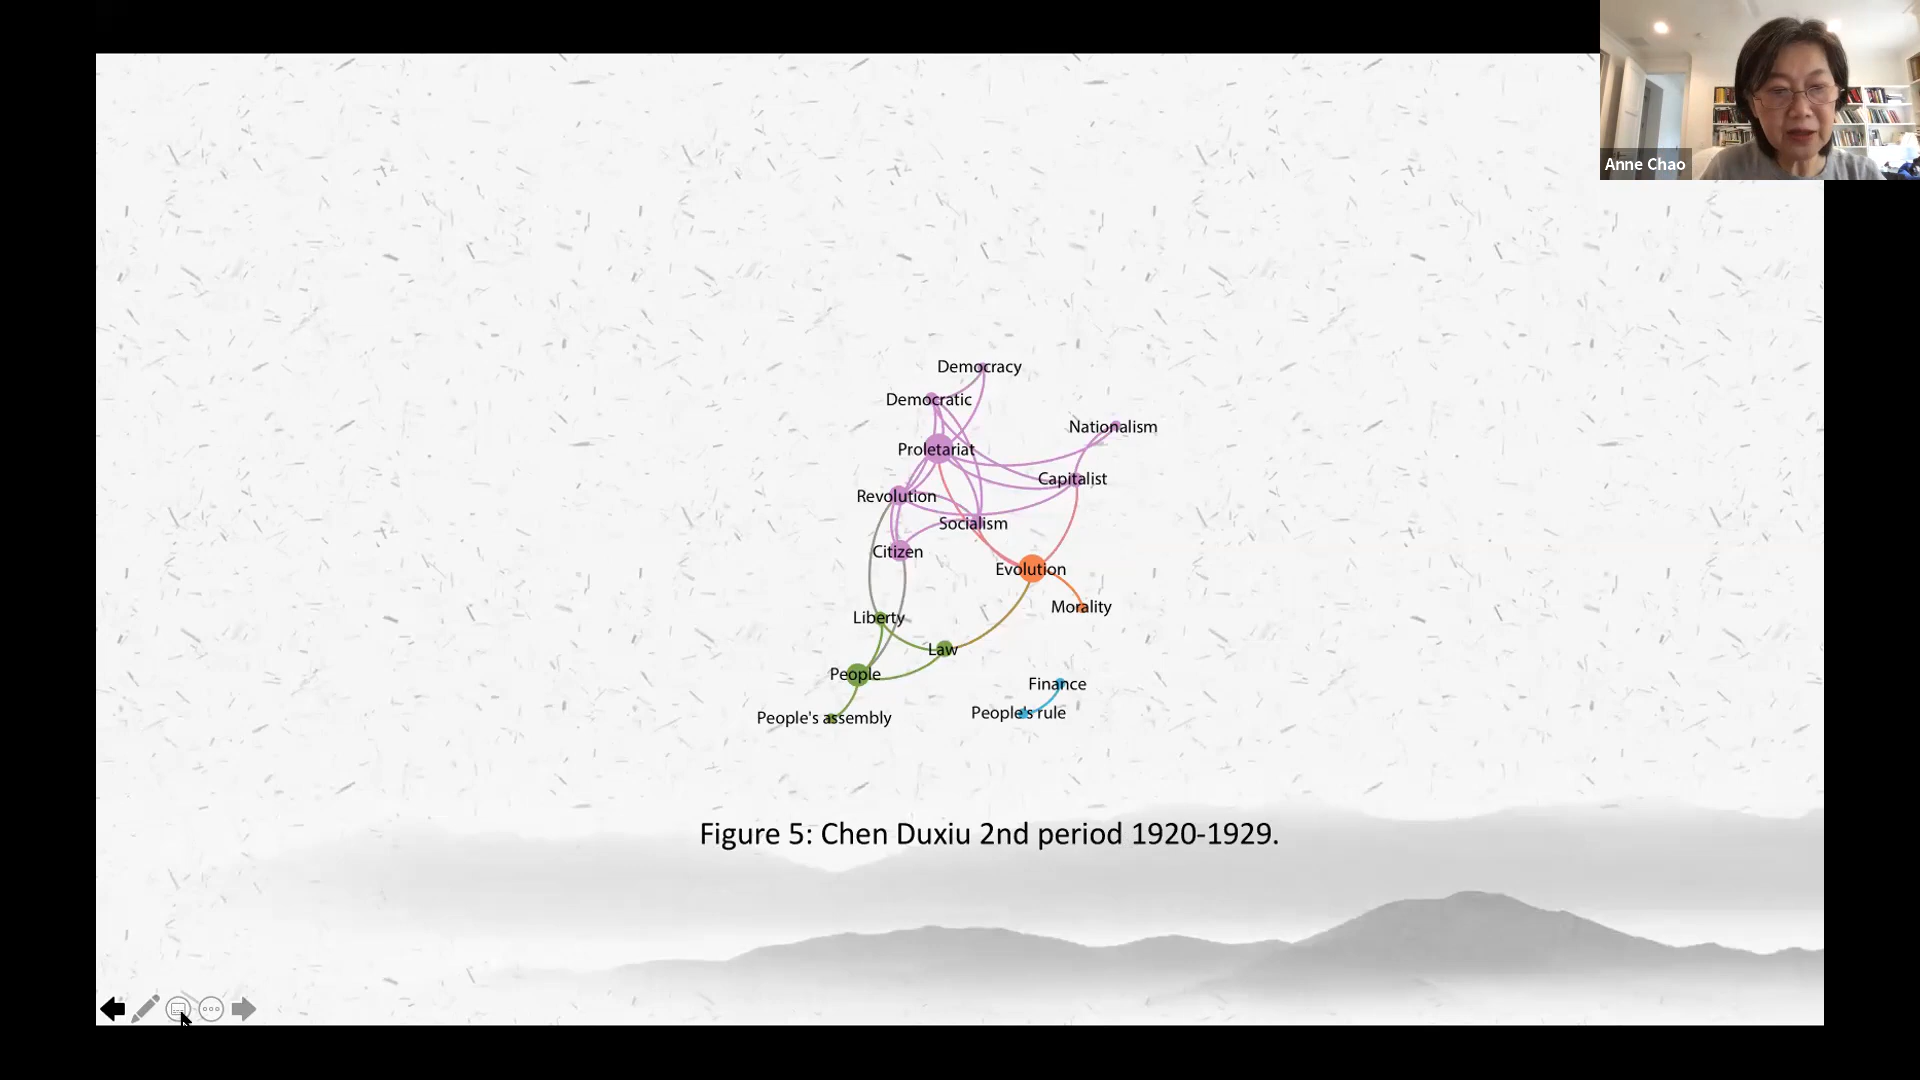 Anne Chao
Democracy
Democratic
Nationalism
Proletariat
Capitalist
Revolution
Socialism
Citizen
Evolution
Morality
Liberty
Law
People
Finance
People's rule
People's assembly
Figure 5: Chen Duxiu 2nd period 1920-1929.